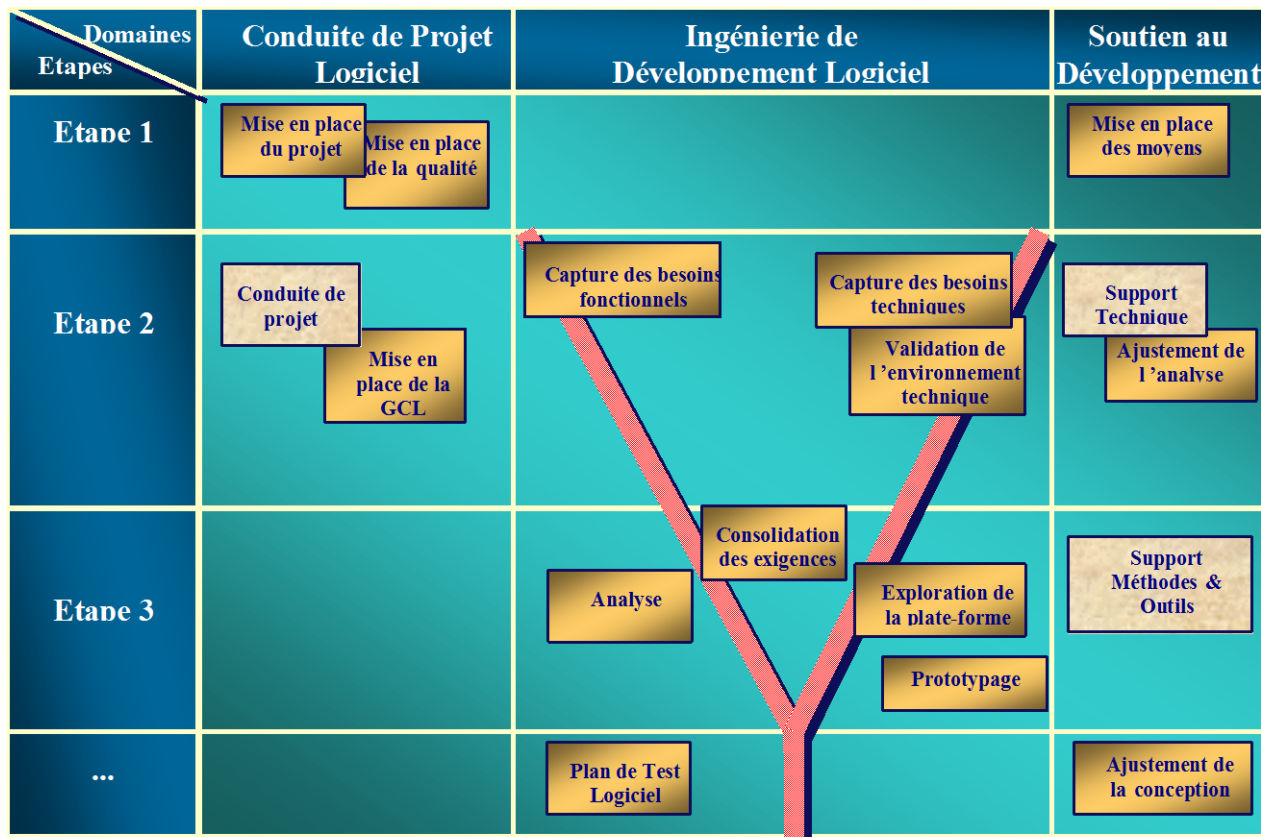 Domaines
Etapes
Conduite de Projet
Logiciel
Ingénierie de
Développement Logiciel
Soutien au
Développement
Etape 1
Mise en place
du projet
Mise en place
de la qualité
Mise en place
des moyens
Etape 2
Conduite de
projet
Mise en
place de la
GCL
Capture des besoins
fonctionnels
Capture des besoins
techniques
Validation de
l ’environnement
technique
Support
Technique
Ajustement de
l ’analyse
Etape 3
Consolidation
des exigences
Analyse
Exploration de
la plate-forme
Prototypage
Support
Méthodes &
Outils
...
Plan de Test
Logiciel
Ajustement de
la conception